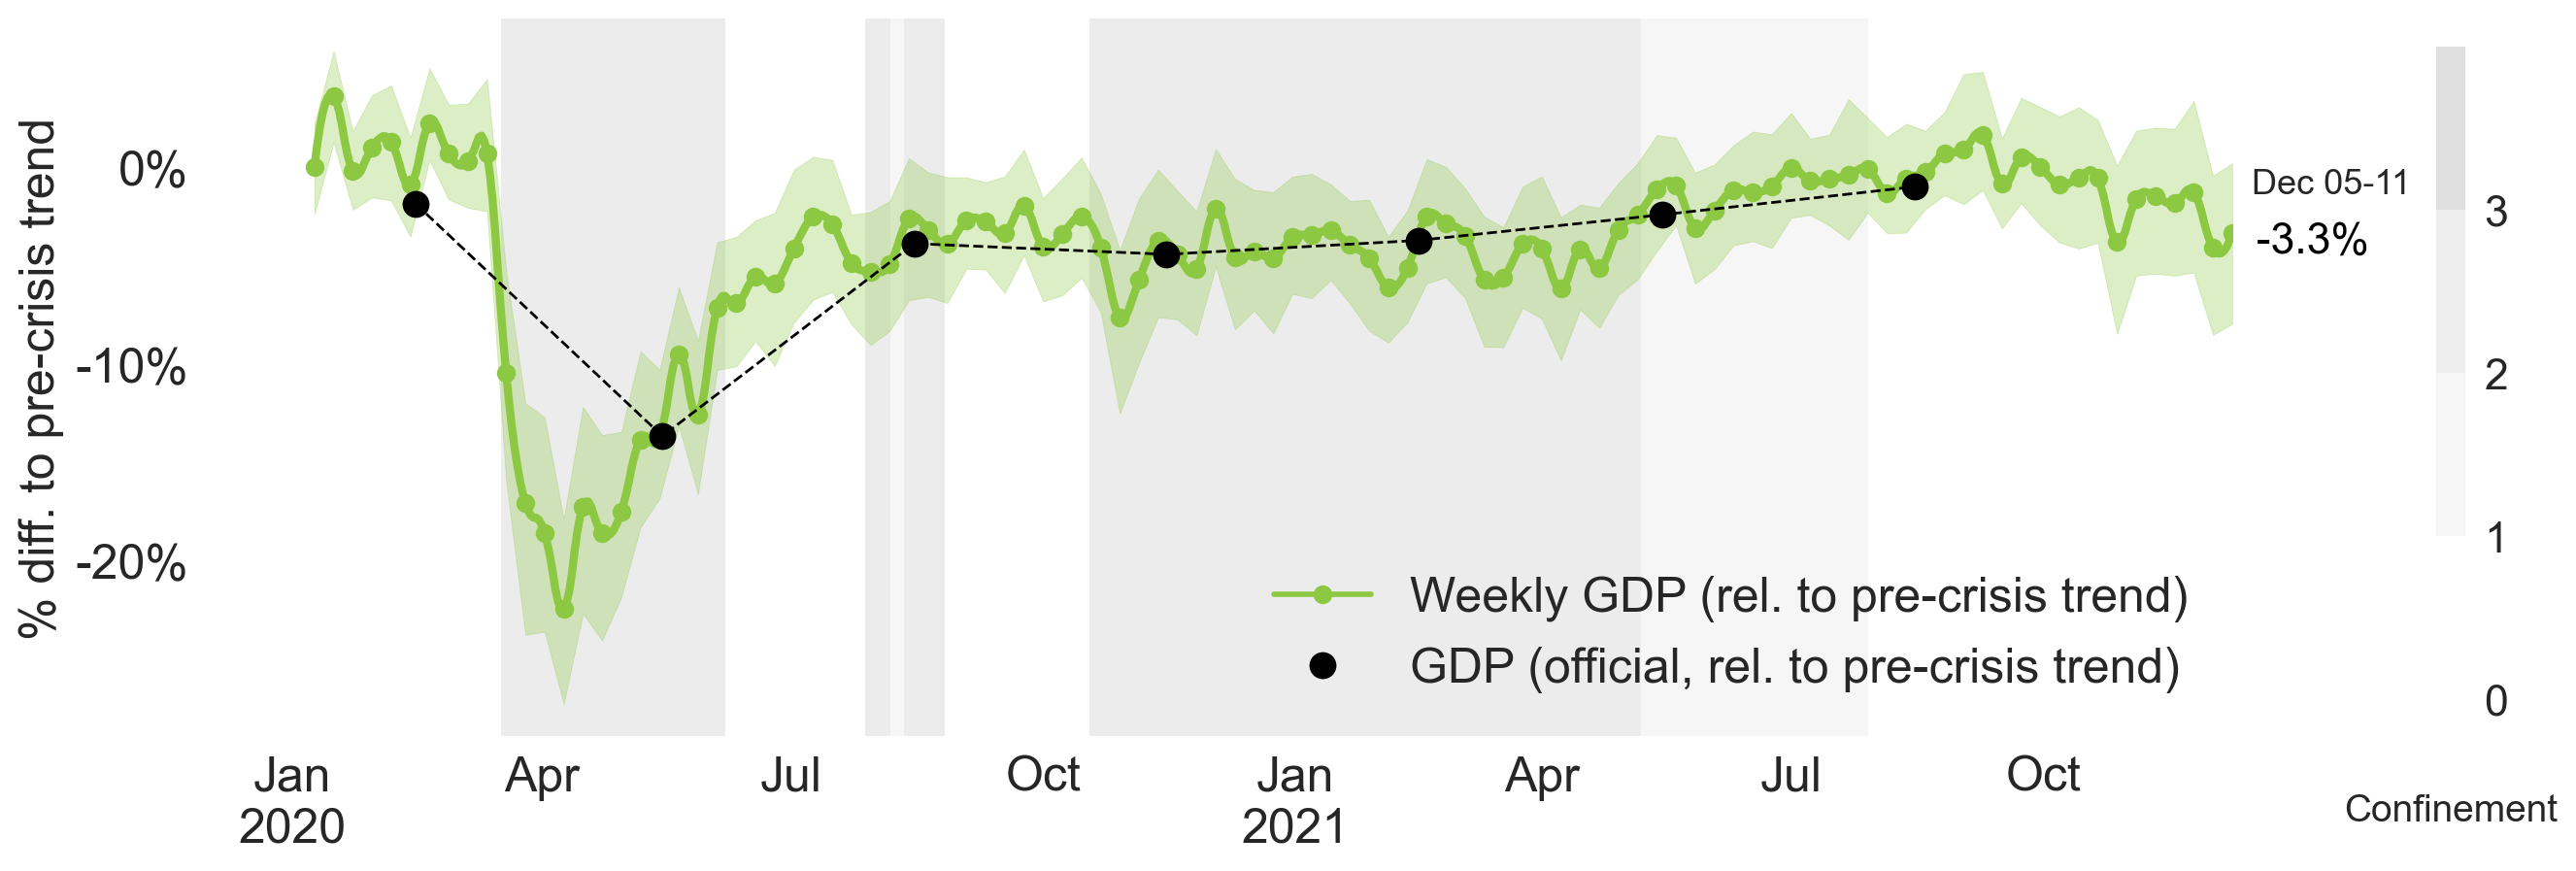 % diff. to pre-crisis trend
0%
-10%
-20%
Dec 05-11
-3.3%
3
2
1
0
Weekly GDP (rel. to pre-crisis trend)
GDP (official, rel. to pre-crisis trend)
Jan Apr Jul Oct Jan Apr Jul Oct
2020 2021
Confinement